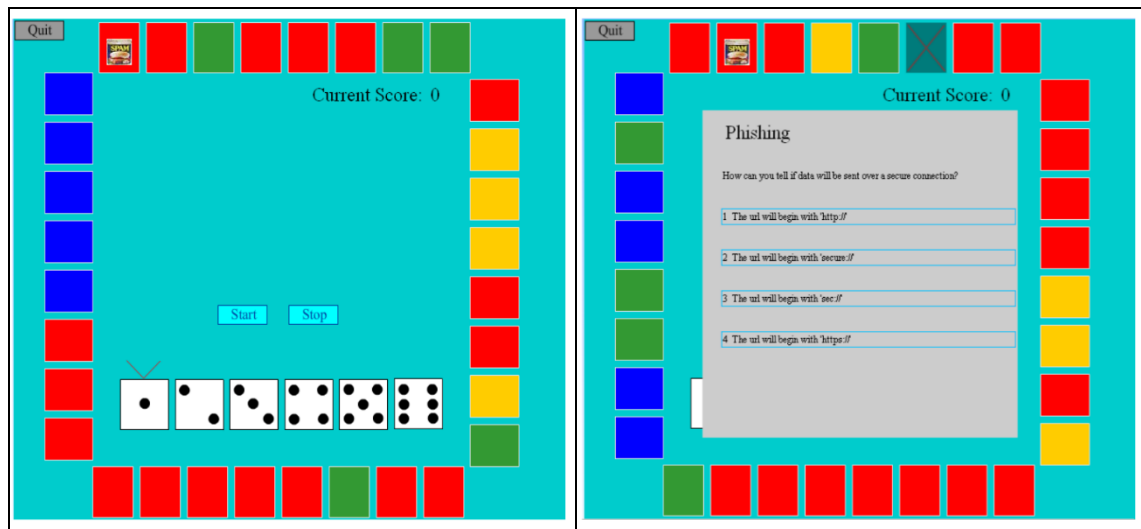 Quit
SPAM
Current Score: 0
Start
Stop
Quit
SPAM
Current Score: 0
Phishing
How can you tell if data will be sent over a secure connection?
1 The url will begin with 'http://'
2 The url will begin with 'secure://'
3 The url will begin with 'sec://'
4 The url will begin with 'https://'